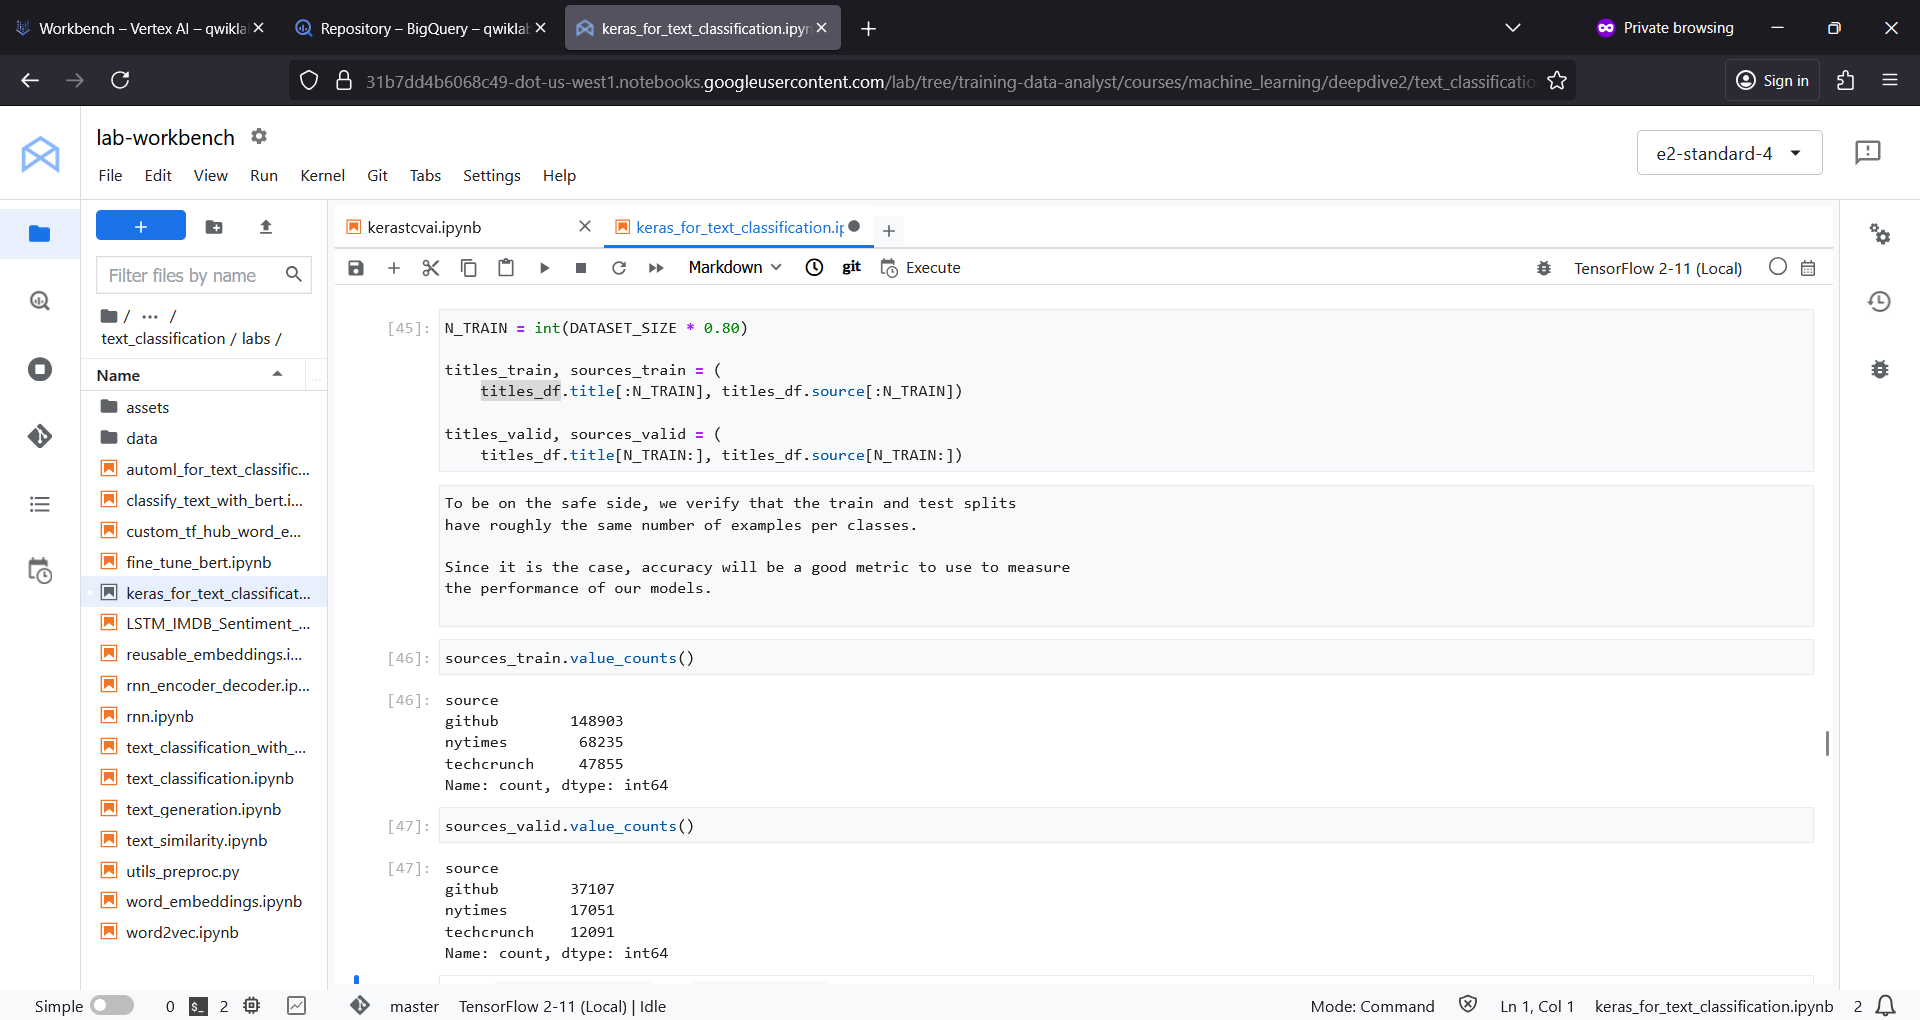 Workbench – Vertex AI – qwikla
Repository – BigQuery – qwiklab
keras_for_text_classification.ipyn
Private browsing
31b7dd4b6068c49-dot-us-west1.notebooks.googleusercontent.com/lab/tree/training-data-analyst/courses/machine_learning/deepdive2/text_classificatio
Sign in
lab-workbench
e2-standard-4
File Edit View Run Kernel Git Tabs Settings Help
kerastcvai.ipynb
keras_for_text_classification.ip
Markdown
git
Execute
TensorFlow 2-11 (Local)
Filter files by name
/ ... /
text_classification / labs /
Name
assets
data
automl_for_text_classific...
classify_text_with_bert.i...
custom_tf_hub_word_e...
fine_tune_bert.ipynb
keras_for_text_classificat...
LSTM_IMDB_Sentiment_...
reusable_embeddings.i...
rnn_encoder_decoder.ip...
rnn.ipynb
text_classification_with_...
text_classification.ipynb
text_generation.ipynb
text_similarity.ipynb
utils_preproc.py
word_embeddings.ipynb
word2vec.ipynb
[45]: N_TRAIN = int(DATASET_SIZE * 0.80)
titles_train, sources_train = (
titles_df.title[:N_TRAIN], titles_df.source[:N_TRAIN])
titles_valid, sources_valid = (
titles_df.title[N_TRAIN:], titles_df.source[N_TRAIN:])
To be on the safe side, we verify that the train and test splits
have roughly the same number of examples per classes.
Since it is the case, accuracy will be a good metric to use to measure
the performance of our models.
[46]: sources_train.value_counts()
[46]: source
github 148903
nytimes 68235
techcrunch 47855
Name: count, dtype: int64
[47]: sources_valid.value_counts()
[47]: source
github 37107
nytimes 17051
techcrunch 12091
Name: count, dtype: int64
Simple 0 $_ 2 master TensorFlow 2-11 (Local) | Idle Mode: Command Ln 1, Col 1 keras_for_text_classification.ipynb 2